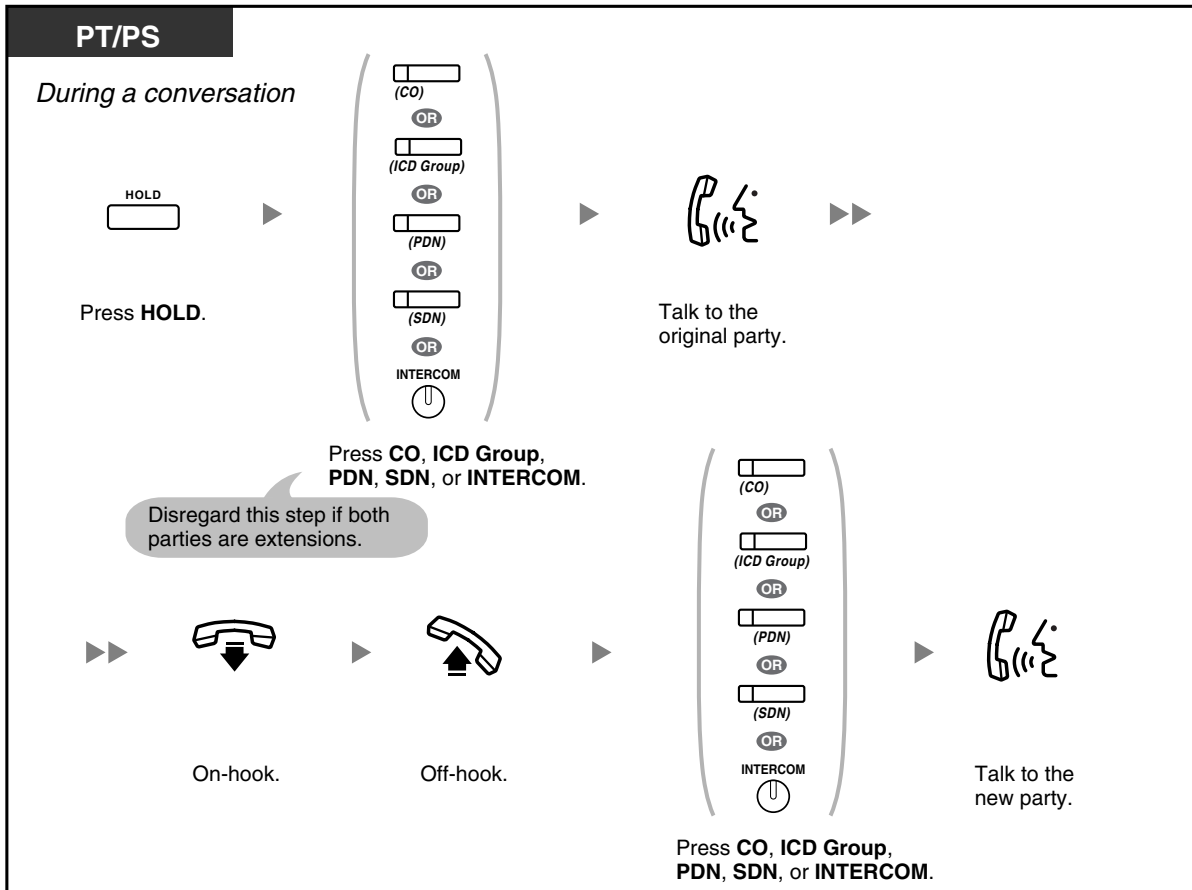 PT/PS
During a conversation
HOLD
Press HOLD.
(CO)
OR
(ICD Group)
OR
(PDN)
OR
(SDN)
OR
INTERCOM
Press CO, ICD Group,
PDN, SDN, or INTERCOM.
Disregard this step if both
parties are extensions.
Talk to the
original party.
On-hook.
Off-hook.
(CO)
OR
(ICD Group)
OR
(PDN)
OR
(SDN)
OR
INTERCOM
Press CO, ICD Group,
PDN, SDN, or INTERCOM.
Talk to the
new party.